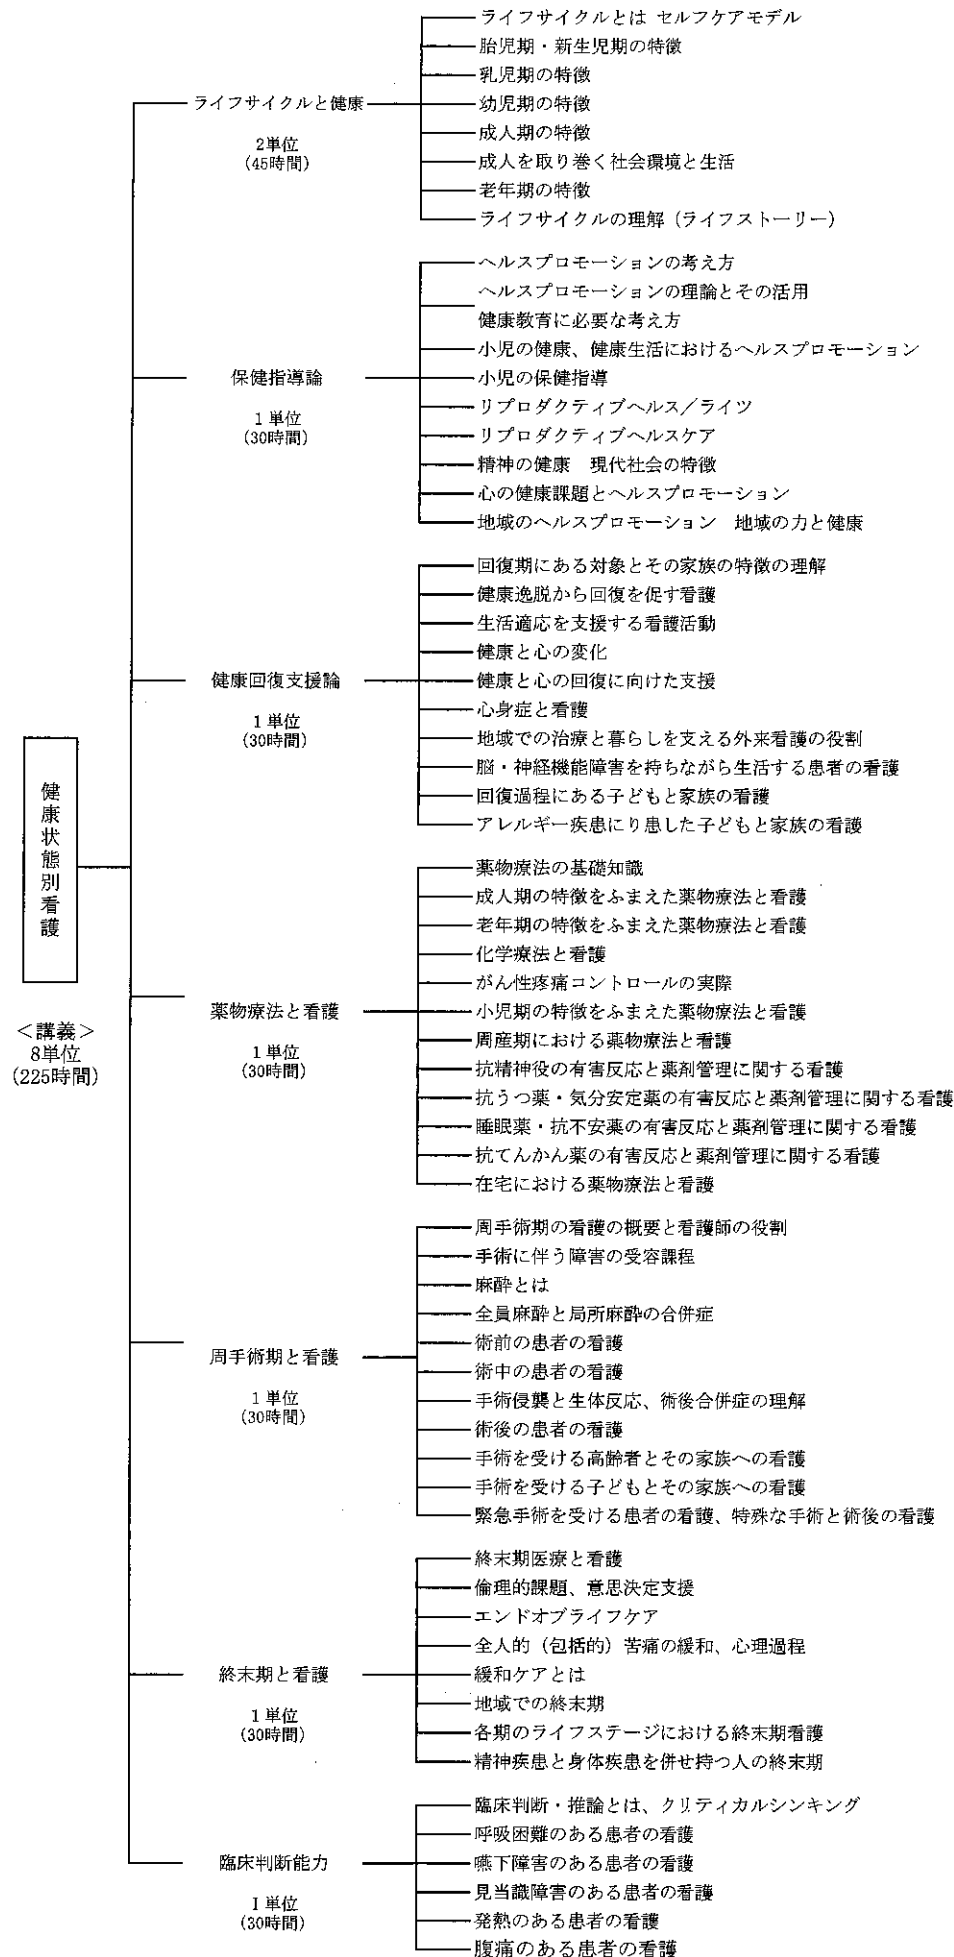 健康状態別看護
＜講義＞
8単位
(225時間)
ライフサイクルと健康
2単位
(45時間)
ライフサイクルとは セルフケアモデル
胎児期・新生児期の特徴
乳児期の特徴
幼児期の特徴
成人期の特徴
成人を取り巻く社会環境と生活
老年期の特徴
ライフサイクルの理解（ライフストーリー）
保健指導論
1単位
(30時間)
ヘルスプロモーションの考え方
ヘルスプロモーションの理論とその活用
健康教育に必要な考え方
小児の健康、健康生活におけるヘルスプロモーション
小児の保健指導
リプロダクティブヘルス／ライツ
リプロダクティブヘルスケア
精神の健康　現代社会の特徴
心の健康課題とヘルスプロモーション
地域のヘルスプロモーション　地域の力と健康
健康回復支援論
1単位
(30時間)
回復期にある対象とその家族の特徴の理解
健康逸脱から回復を促す看護
生活適応を支援する看護活動
健康と心の変化
健康と心の回復に向けた支援
心身症と看護
地域での治療と暮らしを支える外来看護の役割
脳・神経機能障害を持ちながら生活する患者の看護
回復過程にある子どもと家族の看護
アレルギー疾患にり患した子どもと家族の看護
薬物療法と看護
1単位
(30時間)
薬物療法の基礎知識
成人期の特徴をふまえた薬物療法と看護
老年期の特徴をふまえた薬物療法と看護
化学療法と看護
がん性疼痛コントロールの実際
小児期の特徴をふまえた薬物療法と看護
周産期における薬物療法と看護
抗精神役の有害反応と薬剤管理に関する看護
抗うつ薬・気分安定薬の有害反応と薬剤管理に関する看護
睡眠薬・抗不安薬の有害反応と薬剤管理に関する看護
抗てんかん薬の有害反応と薬剤管理に関する看護
在宅における薬物療法と看護
周手術期と看護
1単位
(30時間)
周手術期の看護の概要と看護師の役割
手術に伴う障害の受容課程
麻酔とは
全員麻酔と局所麻酔の合併症
術前の患者の看護
術中の患者の看護
手術侵襲と生体反応、術後合併症の理解
術後の患者の看護
手術を受ける高齢者とその家族への看護
手術を受ける子どもとその家族への看護
緊急手術を受ける患者の看護、特殊な手術と術後の看護
終末期と看護
1単位
(30時間)
終末期医療と看護
倫理的課題、意思決定支援
エンドオブライフケア
全人的（包括的）苦痛の緩和、心理過程
緩和ケアとは
地域での終末期
各期のライフステージにおける終末期看護
精神疾患と身体疾患を併せ持つ人の終末期
臨床判断能力
1単位
(30時間)
臨床判断・推論とは、クリティカルシンキング
呼吸困難のある患者の看護
嚥下障害のある患者の看護
見当識障害のある患者の看護
発熱のある患者の看護
腹痛のある患者の看護